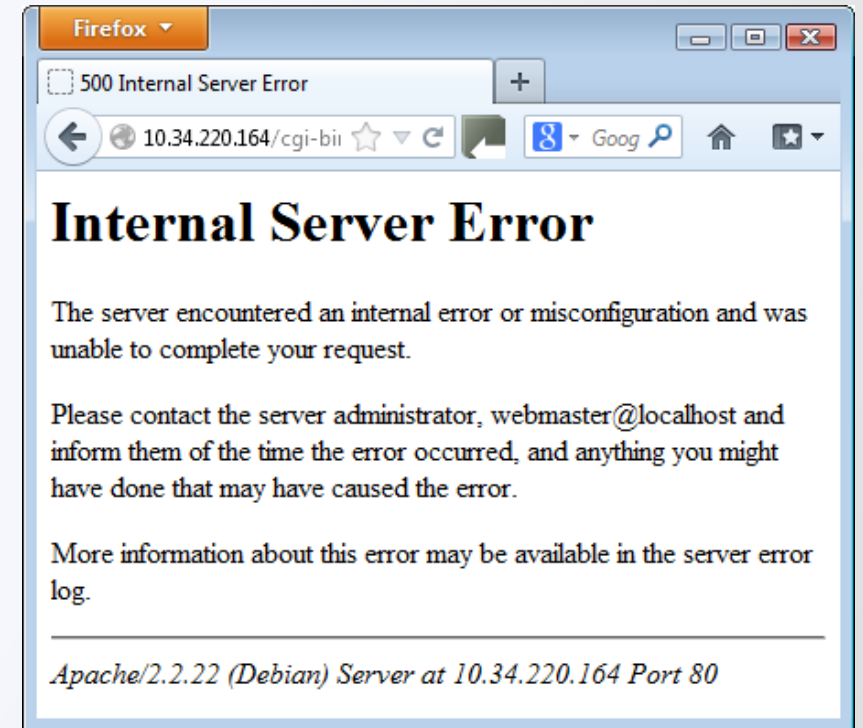 Firefox
500 Internal Server Error
10.34.220.164/cgi-bin
8 Goog
Internal Server Error
The server encountered an internal error or misconfiguration and was
unable to complete your request.
Please contact the server administrator, webmaster@localhost and
inform them of the time the error occurred, and anything you might
have done that may have caused the error.
More information about this error may be available in the server error
log.
Apache/2.2.22 (Debian) Server at 10.34.220.164 Port 80